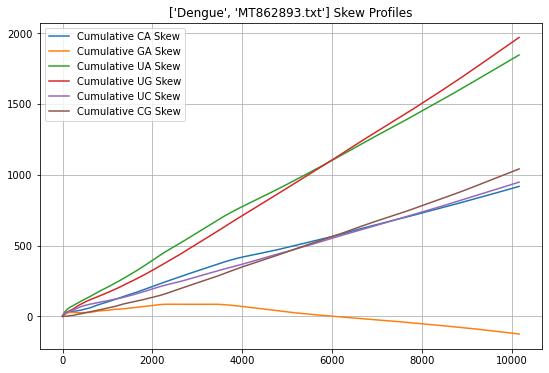 ['Dengue', 'MT862893.txt'] Skew Profiles
Cumulative CA Skew
Cumulative GA Skew
Cumulative UA Skew
Cumulative UG Skew
Cumulative UC Skew
Cumulative CG Skew
2000
1500
1000
500
0
0 2000 4000 6000 8000 10000